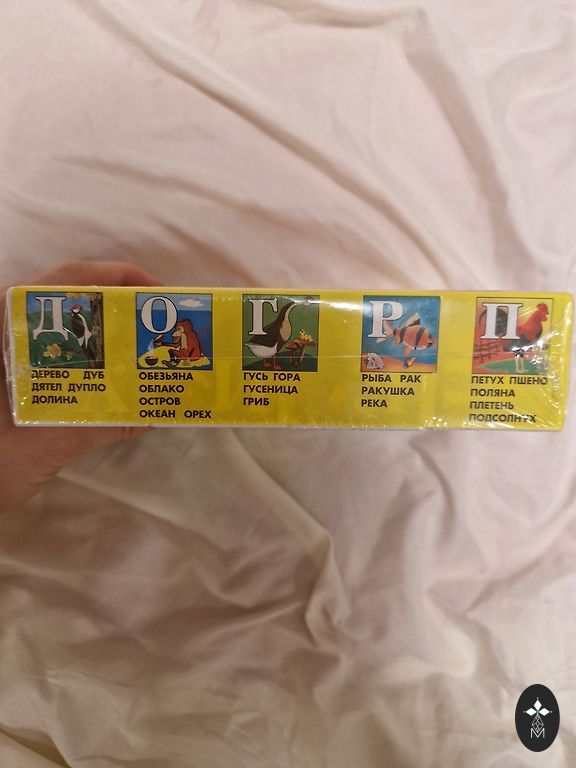 Д
ДЕРЕВО ДУБ
ДЯТЕЛ ДУПЛО
ДОЛИНА
О
ОБЕЗЬЯНА
ОБЛАКО
ОСТРОВ
ОКЕАН ОРЕХ
Г
ГУСЬ ГОРА
ГУСЕНИЦА
ГРИБ
Р
РЫБА РАК
РАКУШКА
РЕКА
П
ПЕТУХ ПШЕНО
ПОЛЯНА
ПЛЕТЕНЬ
ПОДСОЛНУХ
M